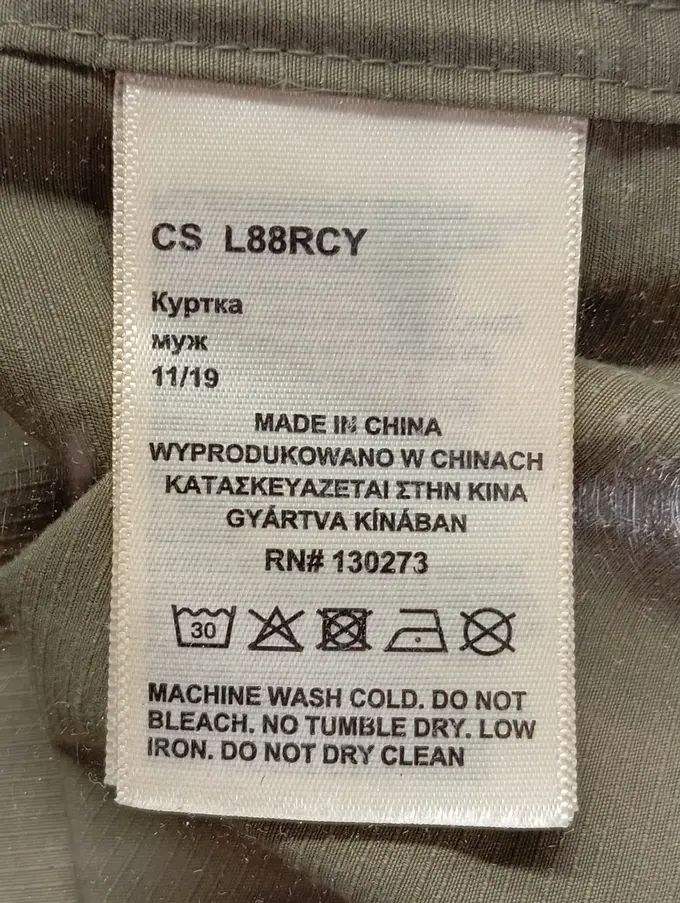 CS L88RCY
Куртка
муж
11/19
MADE IN CHINA
WYPRODUKOWANO W CHINACH
ΚΑΤΑΣΚΕΥΑΖΕΤΑΙ ΣΤΗΝ ΚΙΝΑ
GYÁRTVA KÍNÁBAN
RN# 130273
30
MACHINE WASH COLD. DO NOT
BLEACH. NO TUMBLE DRY. LOW
IRON. DO NOT DRY CLEAN